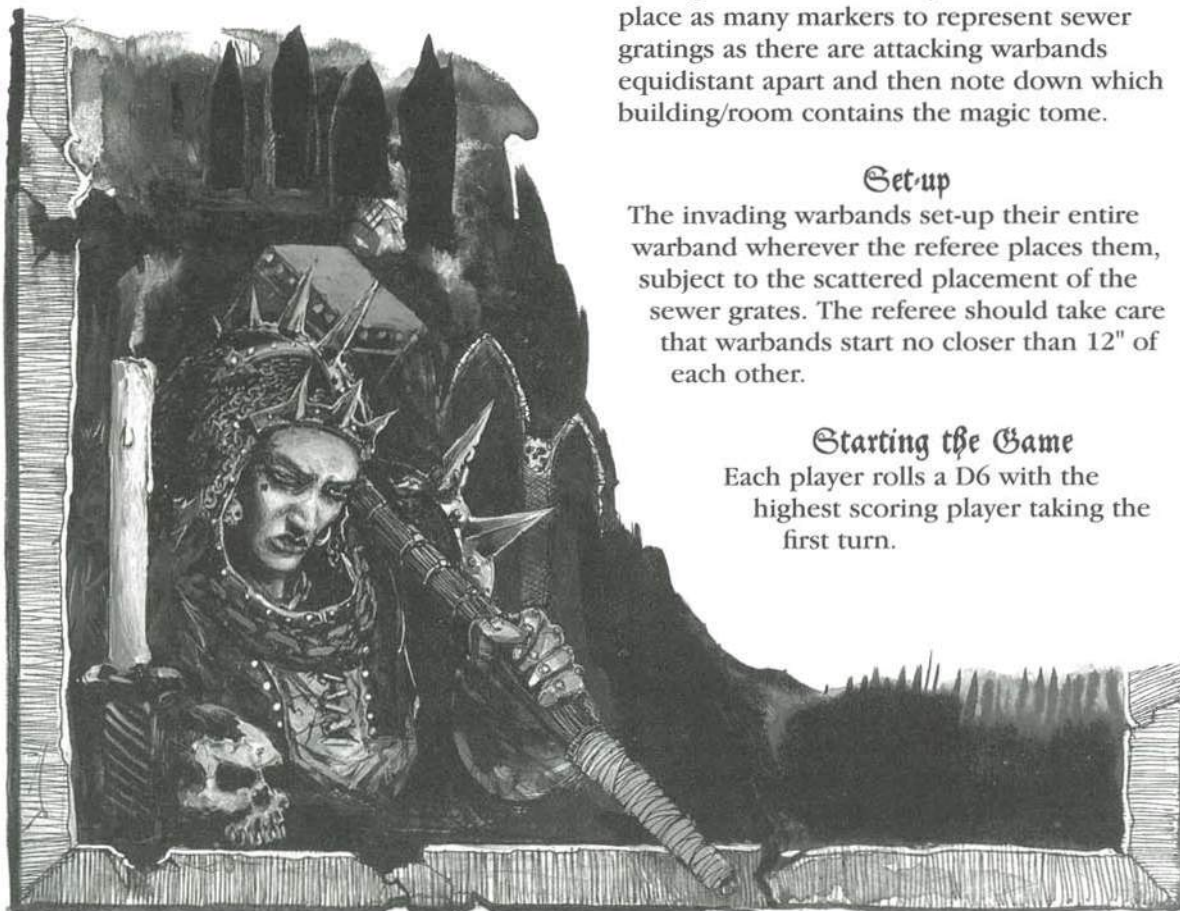 place as many markers to represent sewer
gratings as there are attacking warbands
equidistant apart and then note down which
building/room contains the magic tome.
Set-up
The invading warbands set-up their entire
warband wherever the referee places them,
subject to the scattered placement of the
sewer grates. The referee should take care
that warbands start no closer than 12" of
each other.
Starting the Game
Each player rolls a D6 with the
highest scoring player taking the
first turn.